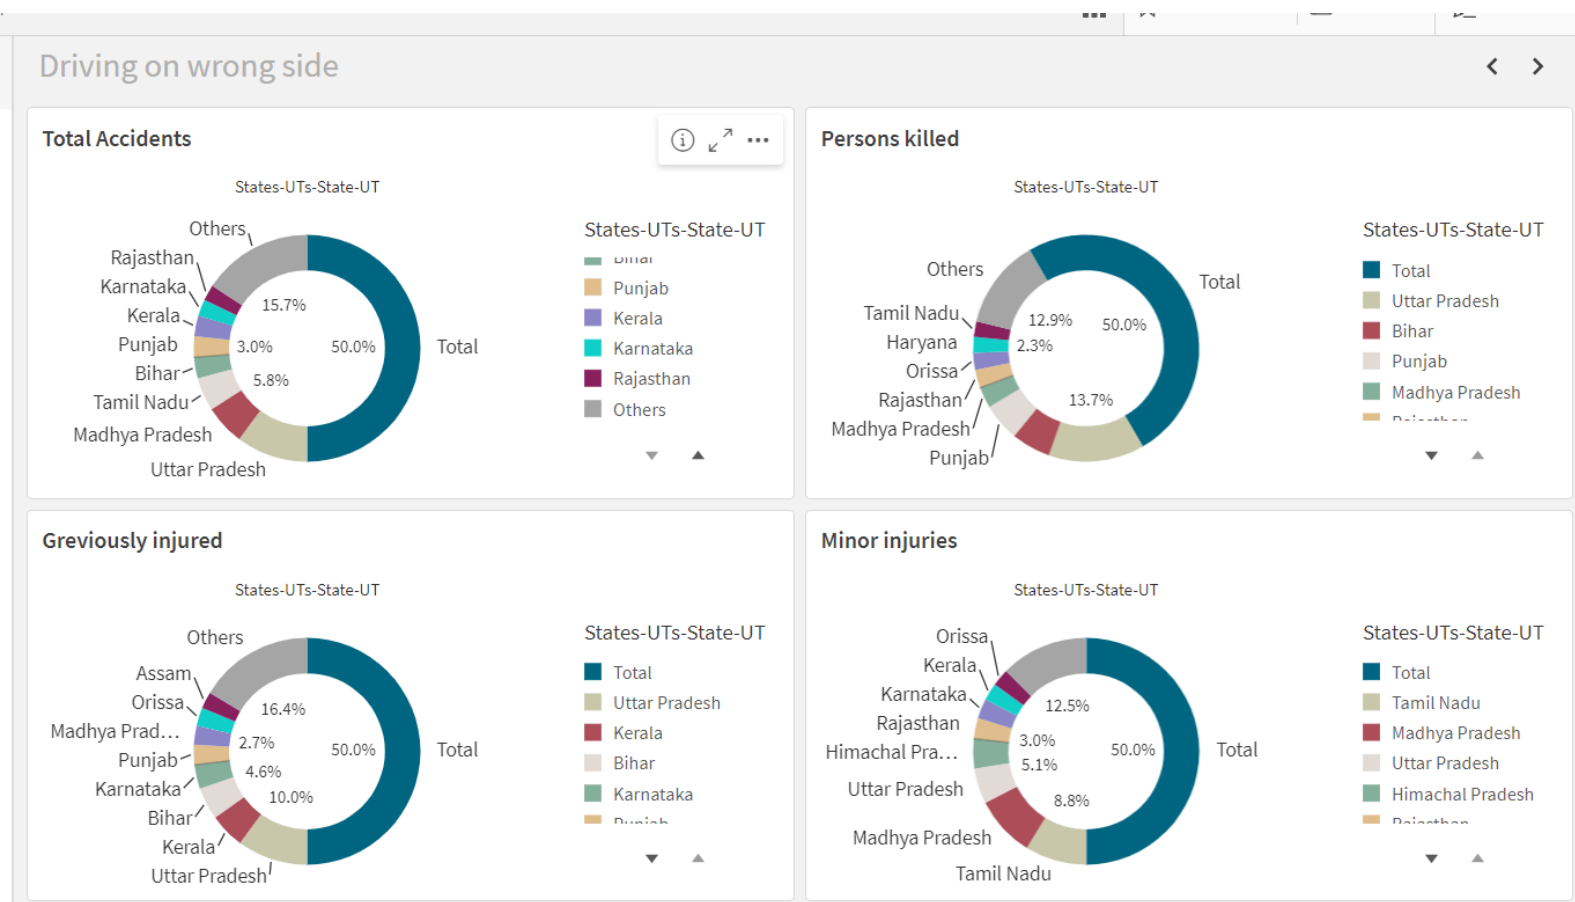 Driving on wrong side
Total Accidents
States-UTs-State-UT
Others
Rajasthan
Karnataka
Kerala
Punjab
Bihar
Tamil Nadu
Madhya Pradesh
Uttar Pradesh
15.7%
3.0%
50.0%
5.8%
Total
States-UTs-State-UT
Bihar
Punjab
Kerala
Karnataka
Rajasthan
Others
Persons killed
States-UTs-State-UT
Others
Tamil Nadu
Haryana
Orissa
Rajasthan
Madhya Pradesh
Punjab
12.9%
50.0%
2.3%
13.7%
Total
States-UTs-State-UT
Total
Uttar Pradesh
Bihar
Punjab
Madhya Pradesh
Rajasthan
Greviously injured
States-UTs-State-UT
Others
Assam
Orissa
Madhya Prad...
Punjab
Karnataka
Bihar
Kerala
Uttar Pradesh
16.4%
2.7%
50.0%
4.6%
10.0%
Total
States-UTs-State-UT
Total
Uttar Pradesh
Kerala
Bihar
Karnataka
Punjab
Minor injuries
States-UTs-State-UT
Orissa
Kerala
Karnataka
Rajasthan
Himachal Pra...
Uttar Pradesh
Madhya Pradesh
Tamil Nadu
12.5%
3.0%
50.0%
5.1%
8.8%
Total
States-UTs-State-UT
Total
Tamil Nadu
Madhya Pradesh
Uttar Pradesh
Himachal Pradesh
Rajasthan